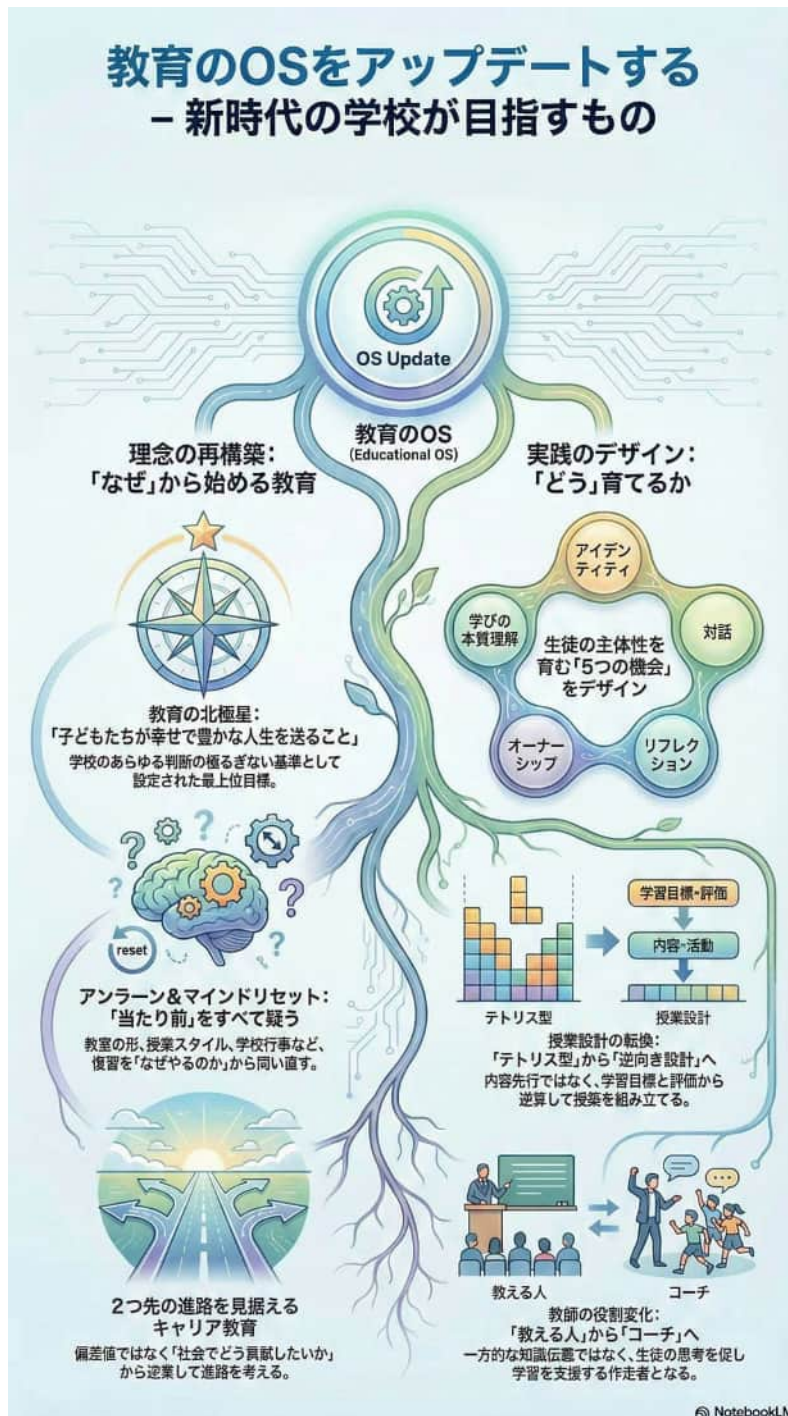 教育のOSをアップデートする
– 新時代の学校が目指すもの
OS Update
教育のOS
(Educational OS)
理念の再構築：
「なぜ」から始める教育
教育の北極星：
「子どもたちが幸せで豊かな人生を送ること」
学校のあらゆる判断の極るぎない基準として
設定された最上位目標。
reset
アンラーン＆マインドリセット：
「当たり前」をすべて疑う
教室の形、授業スタイル、学校行事など、
復習を「なぜやるのか」から同い直す。
2つ先の進路を見据える
キャリア教育
偏差値ではなく「社会でどう貢献したいか」
から逆業して進路を考える。
実践のデザイン：
「どう」育てるか
アイデン
ティティ
学びの
本質理解
対話
生徒の主体性を
育む「5つの機会」
をデザイン
オーナー
シップ
リフレク
ション
学習目標・評価
内容・活動
テトリス型
授業設計
授業設計の転換：
「テトリス型」から「逆向き設計」へ
内容先行ではなく、学習目標と評価から
逆算して授築を組み立てる。
教える人
コーチ
教師の役割変化：
「教える人」から「コーチ」へ
一方的な知識伝ではなく、生徒の思考を促し
学習を支援する作走者となる。
NotebookLM